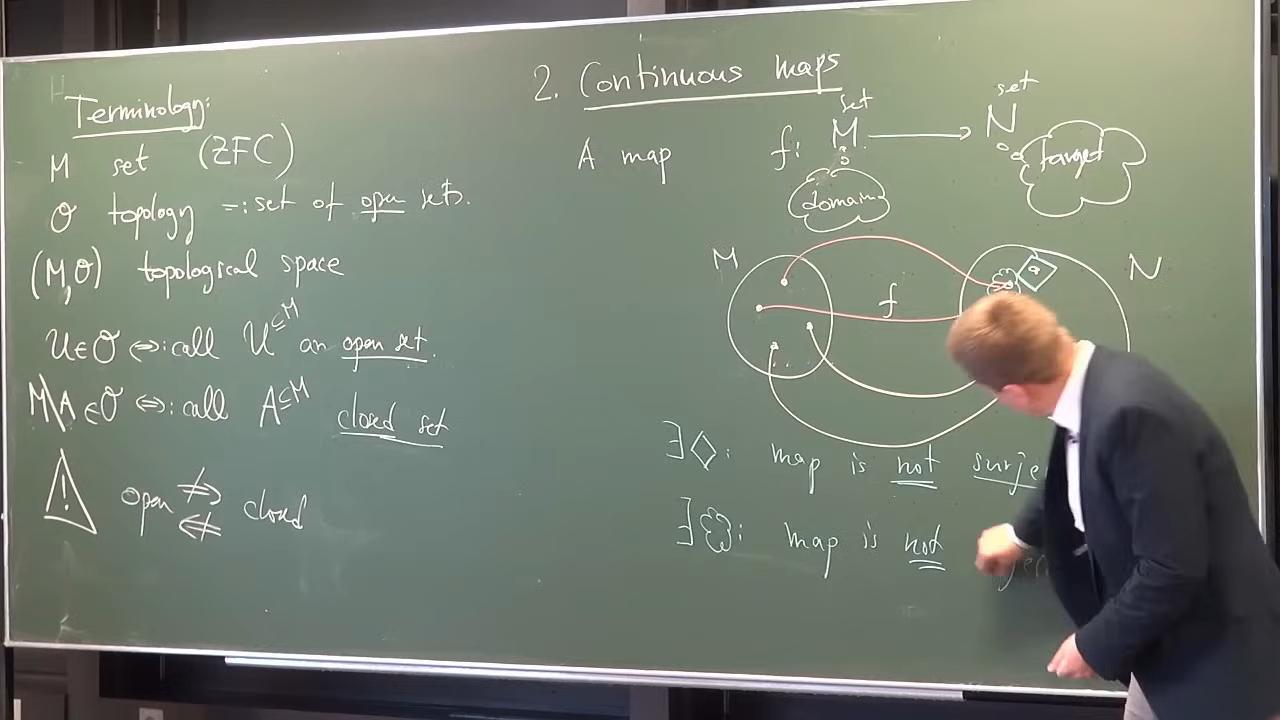 Terminology:
M set (ZFC)
𝒪 topology =: set of open sets.
(M,𝒪) topological space
U∈𝒪 ⇔: call U⊆M an open set.
M\A ∈𝒪 ⇔: call A⊆M closed set
! open ⇏ ⇍ closed
2. Continuous maps
set set
A map f: M ⟶ N
domain target
M f N
∃◇: map is not
∃ : map is not